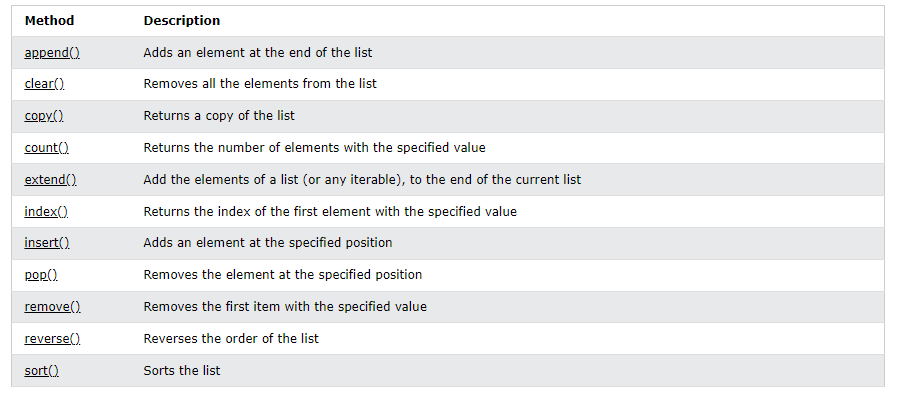 Method Description
append() Adds an element at the end of the list
clear() Removes all the elements from the list
copy() Returns a copy of the list
count() Returns the number of elements with the specified value
extend() Add the elements of a list (or any iterable), to the end of the current list
index() Returns the index of the first element with the specified value
insert() Adds an element at the specified position
pop() Removes the element at the specified position
remove() Removes the first item with the specified value
reverse() Reverses the order of the list
sort() Sorts the list